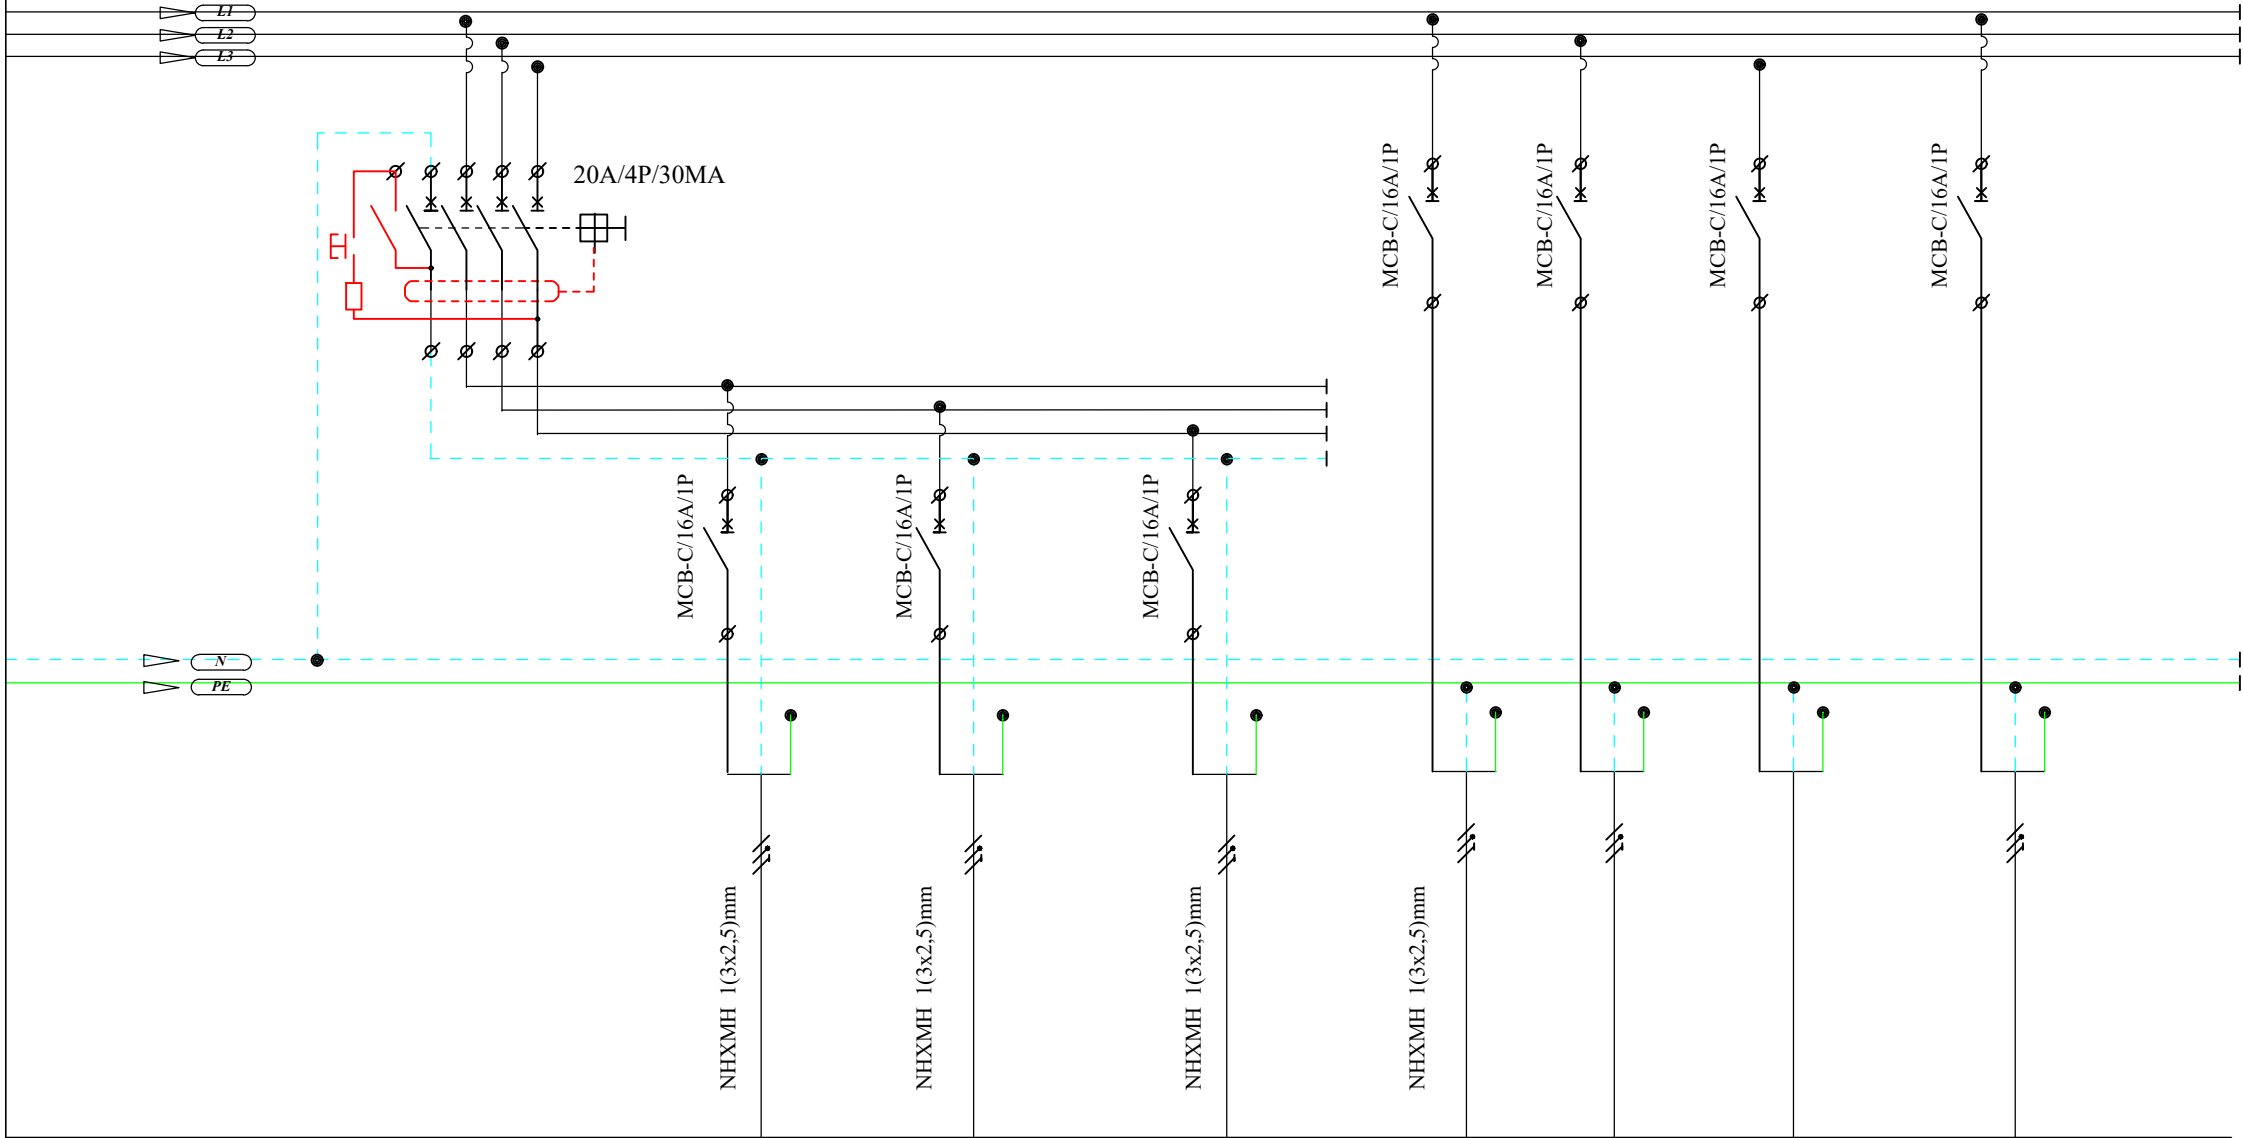 L1
L2
L3
20A/4P/30MA
MCB-C/16A/1P
MCB-C/16A/1P
MCB-C/16A/1P
MCB-C/16A/1P
MCB-C/16A/1P
MCB-C/16A/1P
MCB-C/16A/1P
N
PE
NHXMH 1(3x2,5)mm
NHXMH 1(3x2,5)mm
NHXMH 1(3x2,5)mm
NHXMH 1(3x2,5)mm